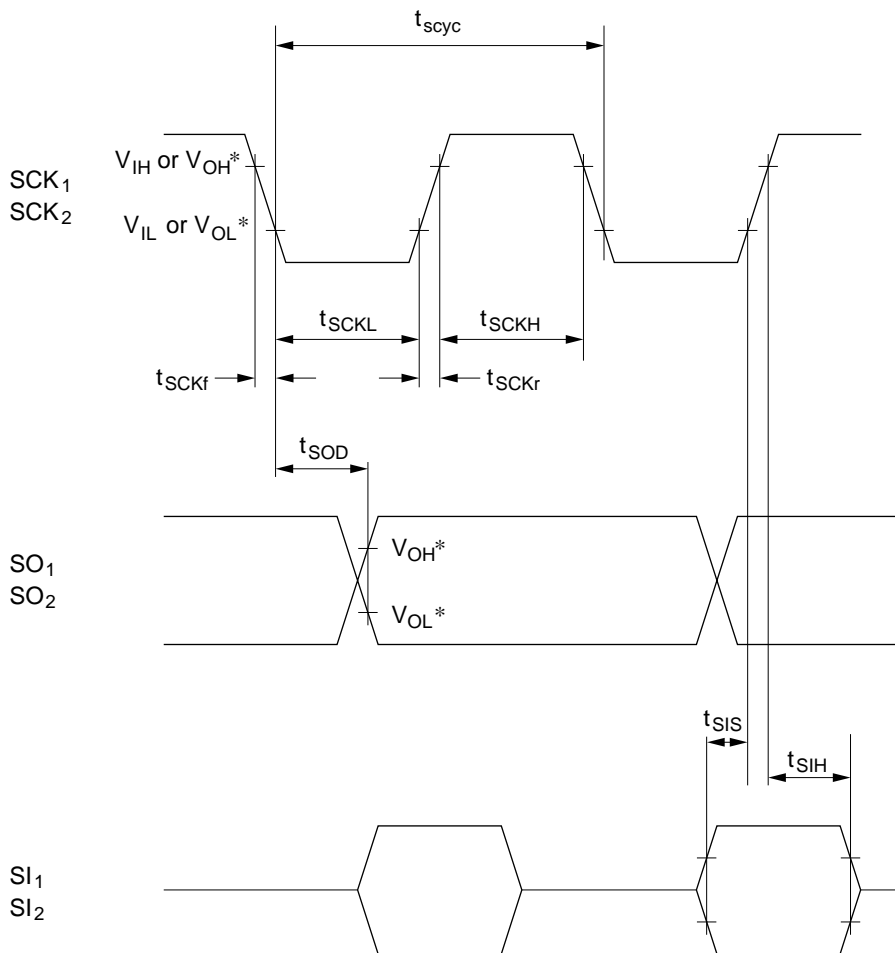 tscyc
VIH or VOH*
SCK1
SCK2
VIL or VOL*
tSCKL
tSCKH
tSCKf
tSCKr
tSOD
VOH*
SO1
SO2
VOL*
tSIS
tSIH
SI1
SI2